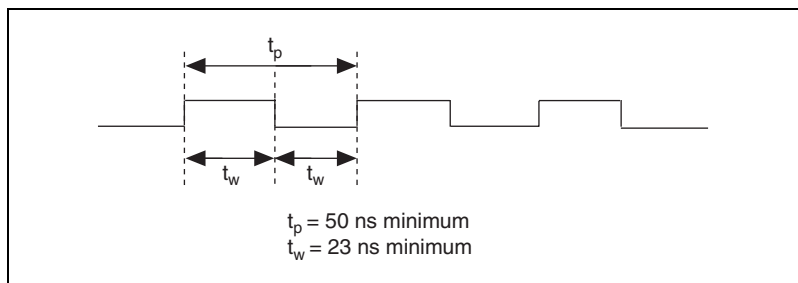 tp
tw tw
tp = 50 ns minimum
tw = 23 ns minimum